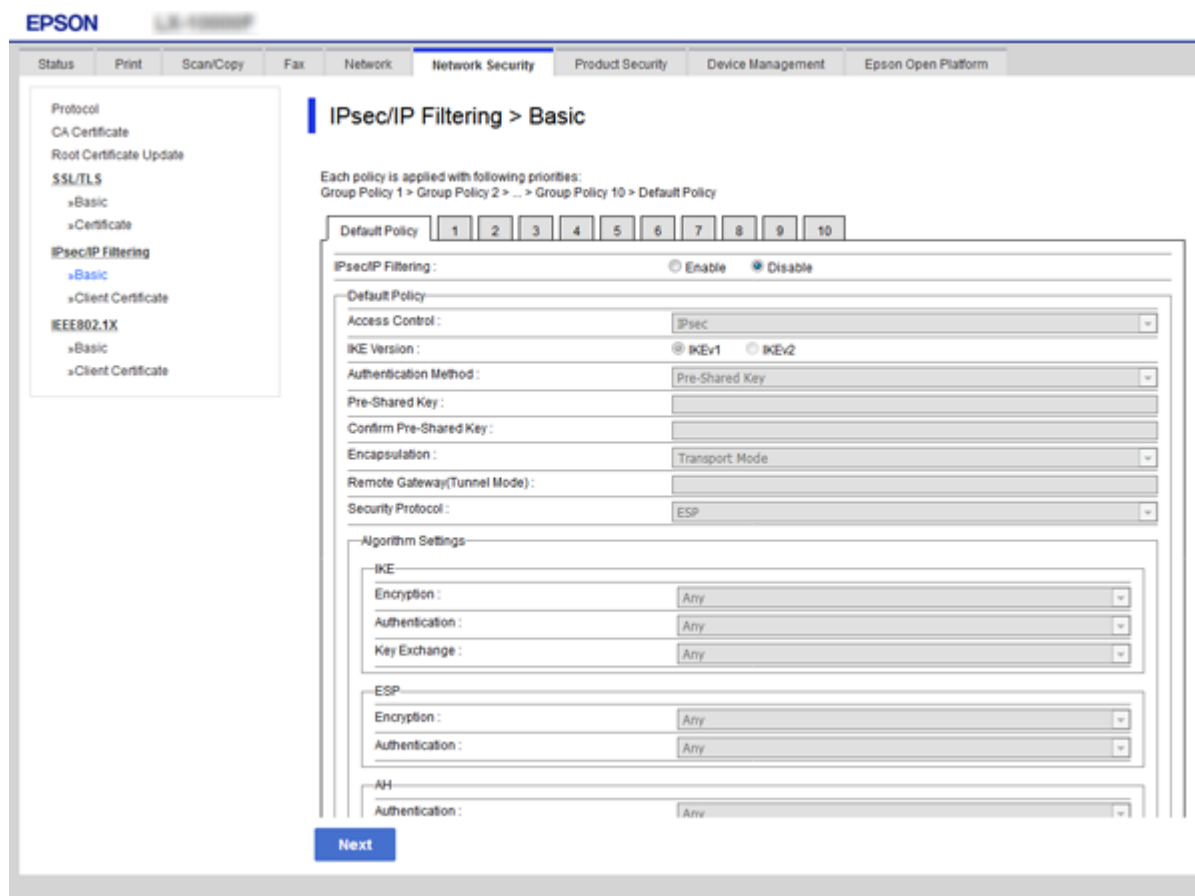 EPSON
Status Print Scan/Copy Fax Network Network Security Product Security Device Management Epson Open Platform
Protocol
CA Certificate
Root Certificate Update
SSL/TLS
»Basic
»Certificate
IPsec/IP Filtering
»Basic
»Client Certificate
IEEE802.1X
»Basic
»Client Certificate
IPsec/IP Filtering > Basic
Each policy is applied with following priorities:
Group Policy 1 > Group Policy 2 > ... > Group Policy 10 > Default Policy
Default Policy 1 2 3 4 5 6 7 8 9 10
IPsec/IP Filtering : Enable Disable
Default Policy
Access Control : IPsec
IKE Version : IKEv1 IKEv2
Authentication Method : Pre-Shared Key
Pre-Shared Key :
Confirm Pre-Shared Key :
Encapsulation : Transport Mode
Remote Gateway(Tunnel Mode) :
Security Protocol : ESP
Algorithm Settings
IKE
Encryption : Any
Authentication : Any
Key Exchange : Any
ESP
Encryption : Any
Authentication : Any
AH
Authentication : Any
Next